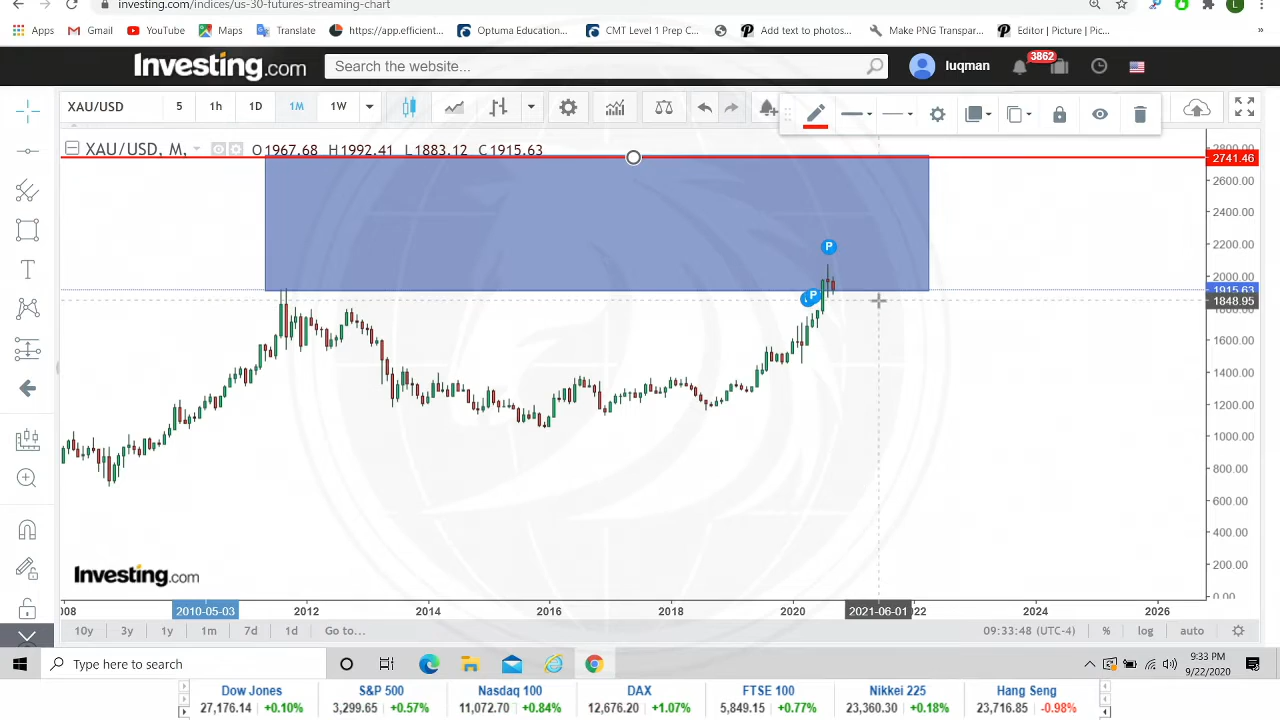 investing.com/indices/us-30-futures-streaming-chart
L
Apps Gmail YouTube Maps Translate https://app.efficient... Optuma Education... CMT Level 1 Prep C... Add text to photos... Make PNG Transpar... Editor | Picture | Pic... »
Investing.com Search the website... luqman 3862
XAU/USD 5 1h 1D 1M 1W
XAU/USD, M, O1967.68 H1992.41 L1883.12 C1915.63
2800.00
2741.46
2600.00
2400.00
2200.00
P
2000.00
1915.63
P
1848.95
1800.00
1600.00
1400.00
1200.00
1000.00
800.00
600.00
400.00
200.00
0.00
Investing.com
008 2010-05-03 2012 2014 2016 2018 2020 2021-06-01 22 2024 2026
10y 3y 1y 1m 7d 1d Go to... 09:33:48 (UTC-4) % log auto
Type here to search
9:33 PM
9/22/2020
Dow Jones S&P 500 Nasdaq 100 DAX FTSE 100 Nikkei 225 Hang Seng
27,176.14 +0.10% 3,299.65 +0.57% 11,072.70 +0.84% 12,676.20 +1.07% 5,849.15 +0.77% 23,360.30 +0.18% 23,716.85 -0.98%